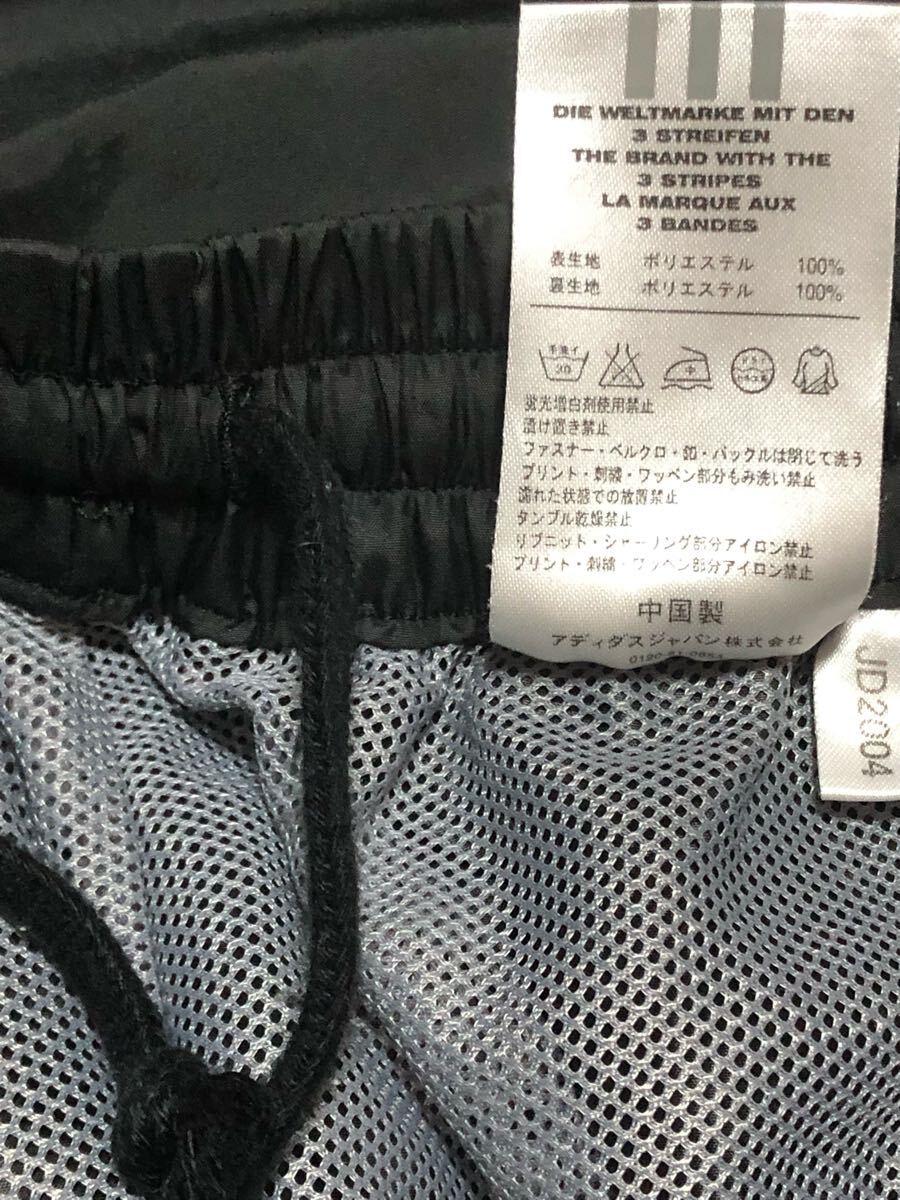 DIE WELTMARKE MIT DEN
3 STREIFEN
THE BRAND WITH THE
3 STRIPES
LA MARQUE AUX
3 BANDES
表生地 ポリエステル 100%
裏生地 ポリエステル 100%
手洗イ
30
中
蛍光増白剤使用禁止
漬け置き禁止
ファスナー・ベルクロ・釦・バックルは閉じて洗う
プリント・刺繍・ワッペン部分もみ洗い禁止
濡れた状態での放置禁止
タンブル乾燥禁止
リブニット・シャーリング部分アイロン禁止
プリント・刺繍・ワッペン部分アイロン禁止
中国製
アディダスジャパン株式会社
JD2804